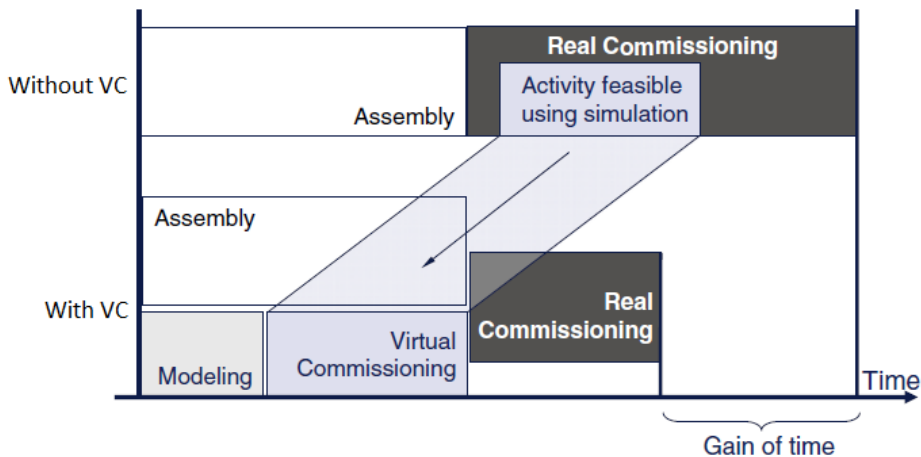 Real Commissioning
Without VC
Activity feasible
using simulation
Assembly
Assembly
With VC
Real
Commissioning
Virtual
Commissioning
Modeling
Time
Gain of time